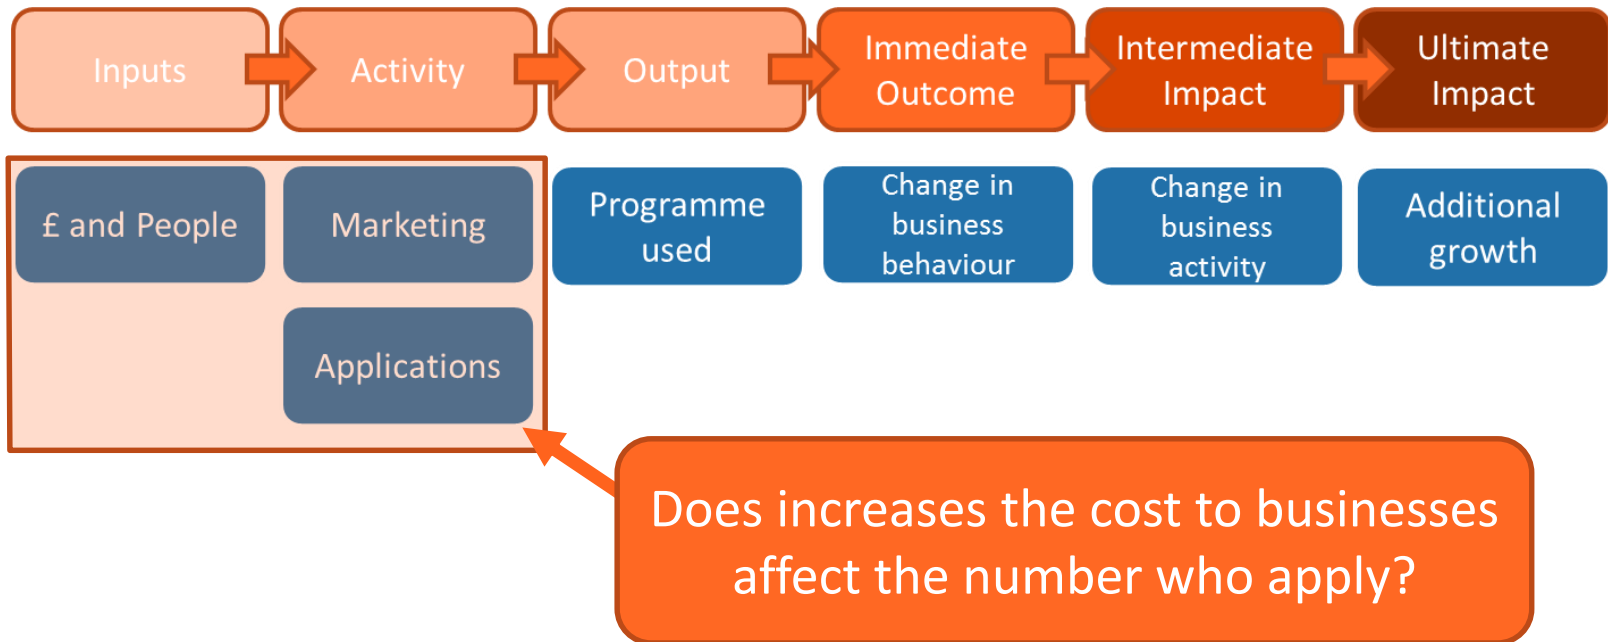 Inputs
Activity
Output
Immediate
Outcome
Intermediate
Impact
Ultimate
Impact
£ and People
Marketing
Programme
used
Change in
business
behaviour
Change in
business
activity
Additional
growth
Applications
Does increases the cost to businesses
affect the number who apply?